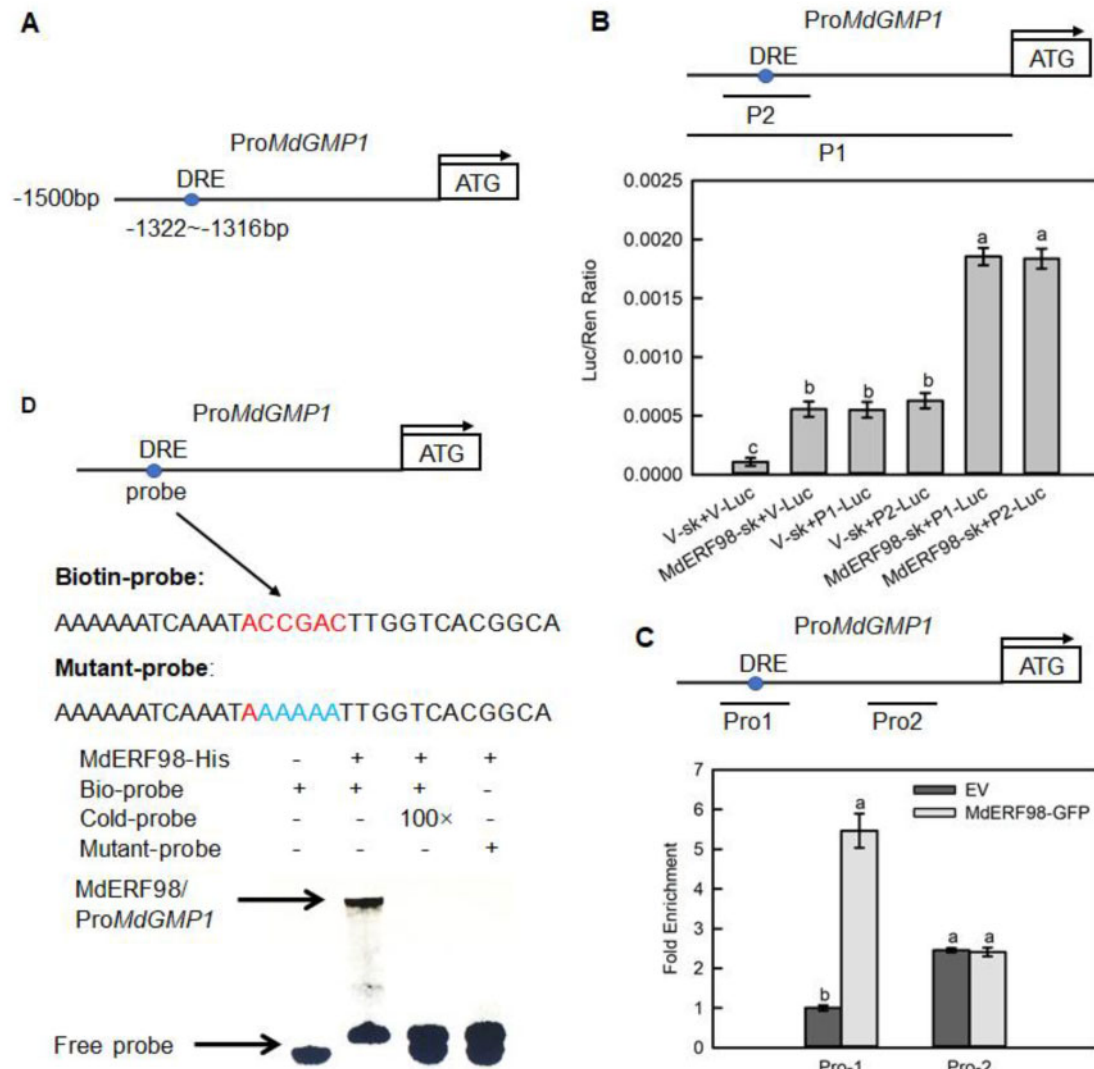 A
ProMdGMP1
DRE
ATG
-1500bp
-1322~-1316bp
B
ProMdGMP1
DRE
ATG
P2
P1
0.0025
0.0020
0.0015
0.0010
0.0005
0.0000
Luc/Ren Ratio
c
b
b
b
a
a
V-sk+V-Luc
MdERF98-sk+V-Luc
V-sk+P1-Luc
V-sk+P2-Luc
MdERF98-sk+P1-Luc
MdERF98-sk+P2-Luc
D
ProMdGMP1
DRE
ATG
probe
Biotin-probe:
AAAAAATCAAATACCGACTTGGTCACGGCA
Mutant-probe:
AAAAAATCAAATAAAAAATTGGTCACGGCA
MdERF98-His - + + +
Bio-probe + + + -
Cold-probe - - 100× -
Mutant-probe - - - +
MdERF98/
ProMdGMP1
Free probe
C
ProMdGMP1
DRE
ATG
Pro1 Pro2
7
6
5
4
3
2
1
0
Fold Enrichment
EV
MdERF98-GFP
b
a
a
a
Pro-1 Pro-2